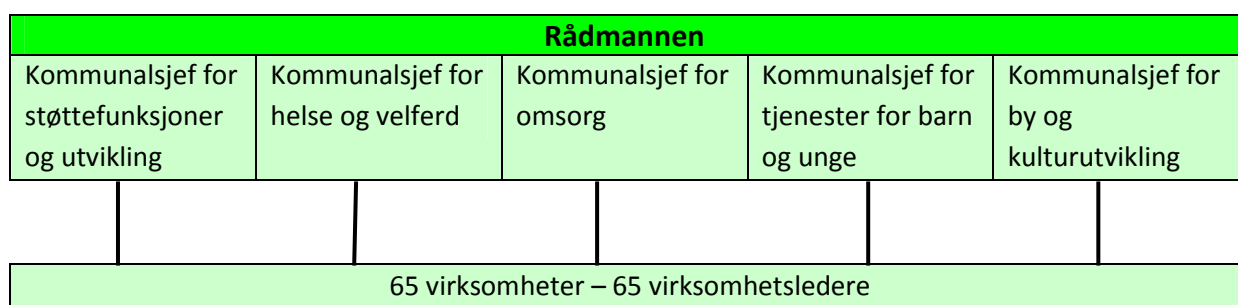 Rådmannen
Kommunalsjef for
støttefunksjoner
og utvikling
Kommunalsjef for
helse og velferd
Kommunalsjef for
omsorg
Kommunalsjef for
tjenester for barn
og unge
Kommunalsjef for
by og
kulturutvikling
65 virksomheter – 65 virksomhetsledere